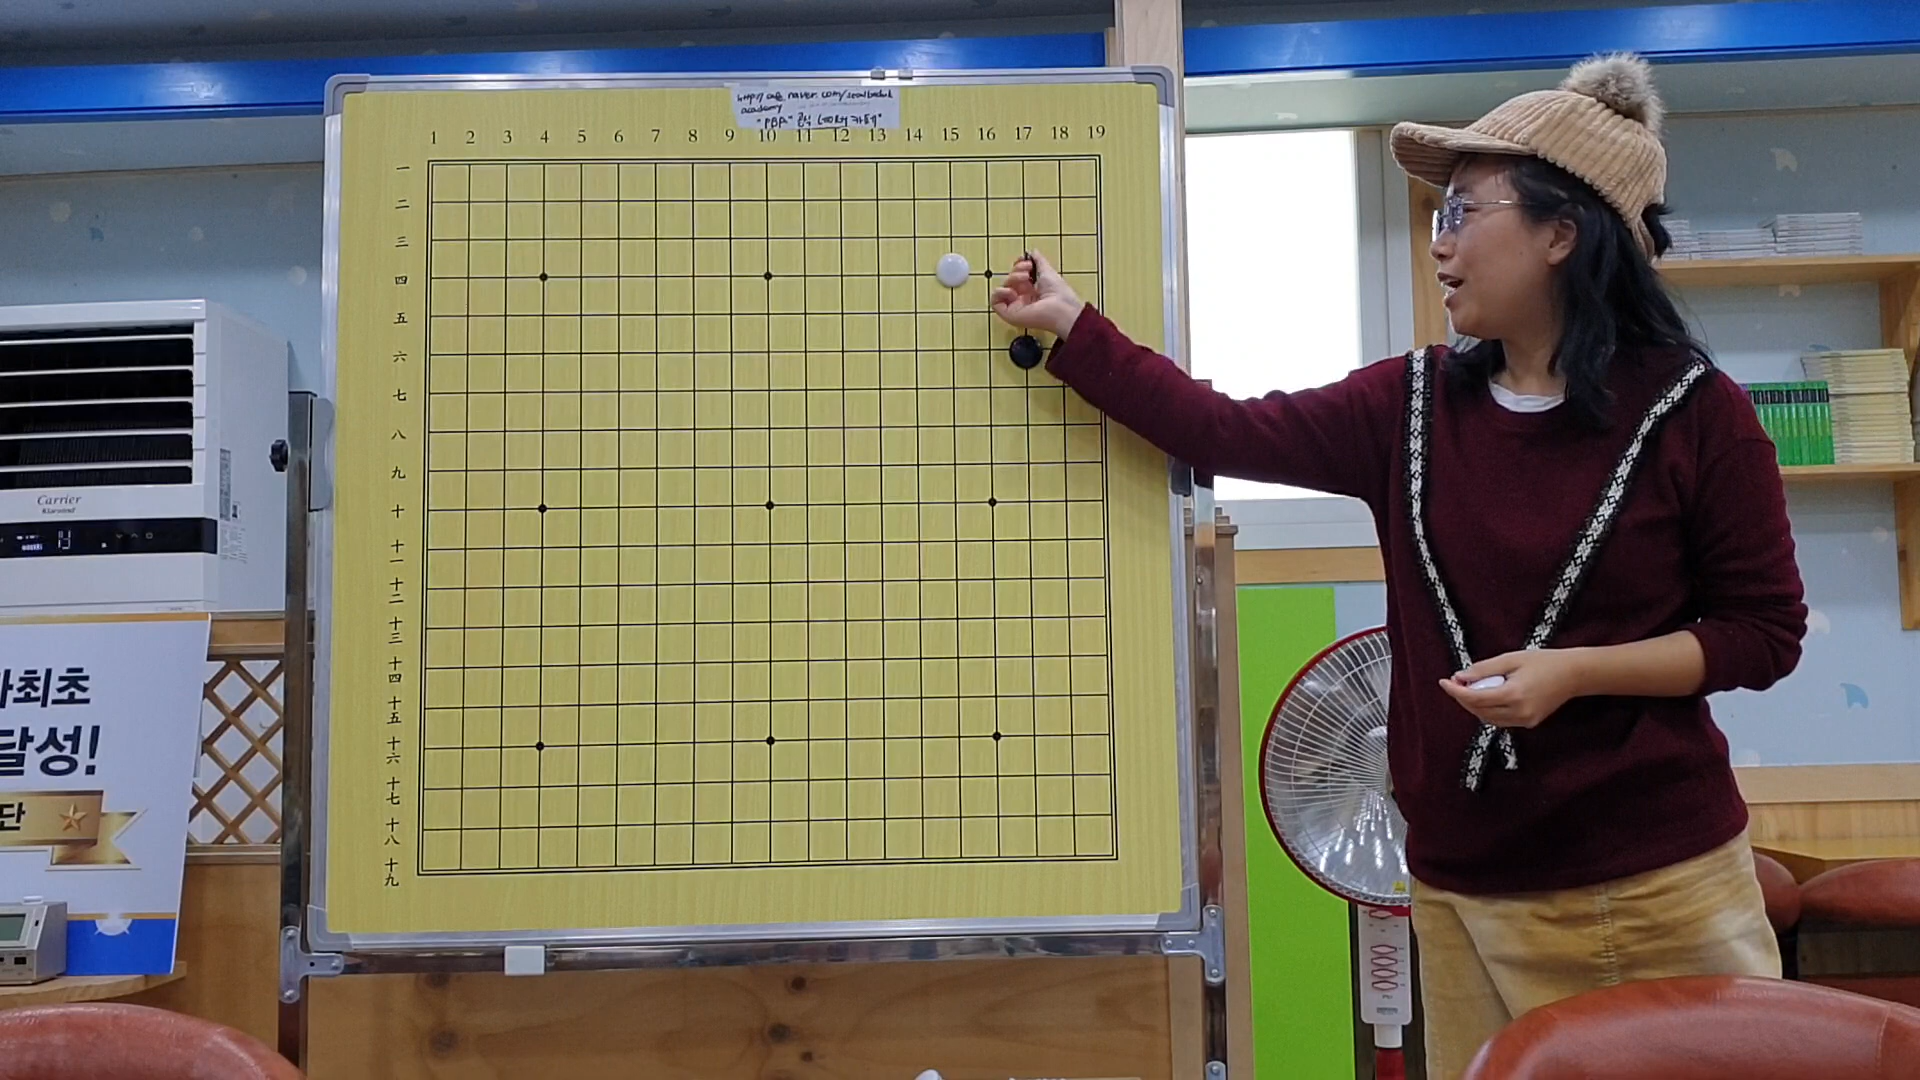 academy
1 2 3 4 5 6 7 8 9 10 11 12 13 14 15 16 17 18 19
一
二
三
四
五
六
七
八
九
十
十一
十二
十三
十四
十五
十六
十七
十八
十九
Carrier
Klarwind
최초
달성!
단